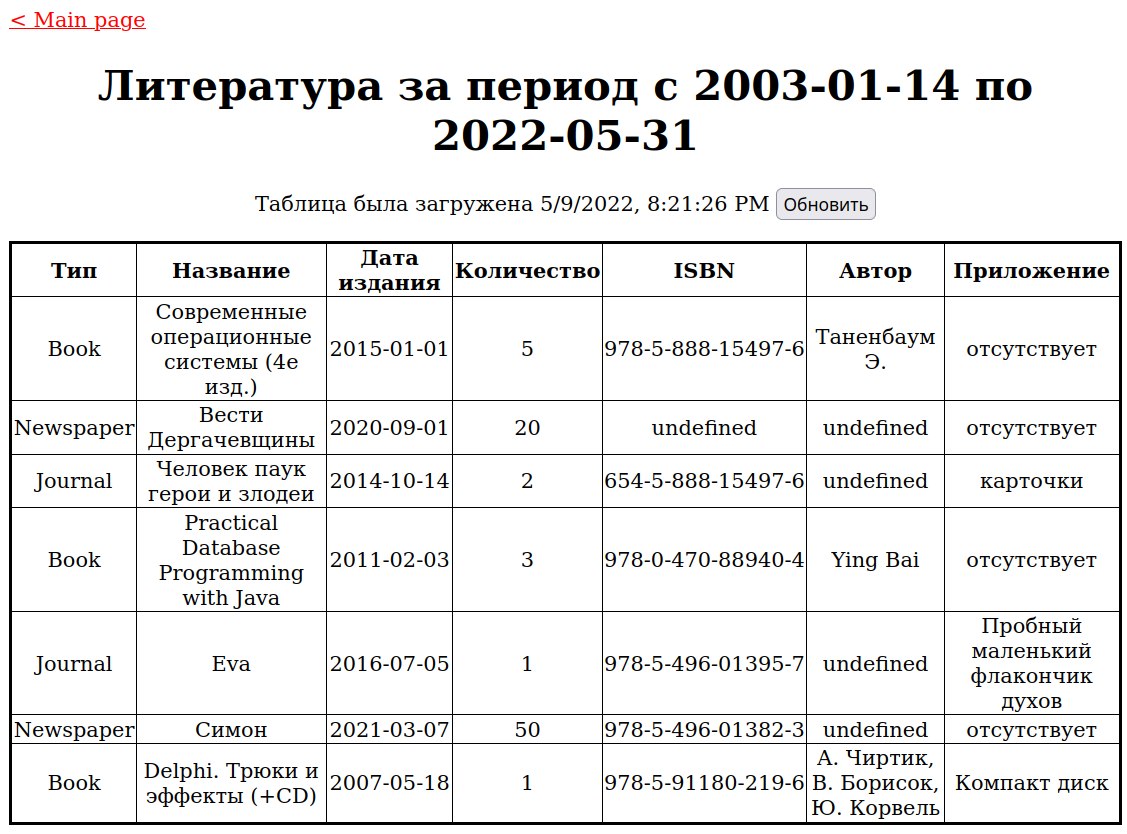 < Main page
Литература за период с 2003-01-14 по
2022-05-31
Таблица была загружена 5/9/2022, 8:21:26 PM Обновить
Тип Название Дата издания Количество ISBN Автор Приложение
Book Современные операционные системы (4е изд.) 2015-01-01 5 978-5-888-15497-6 Таненбаум Э. отсутствует
Newspaper Вести Дергачевщины 2020-09-01 20 undefined undefined отсутствует
Journal Человек паук герои и злодеи 2014-10-14 2 654-5-888-15497-6 undefined карточки
Book Practical Database Programming with Java 2011-02-03 3 978-0-470-88940-4 Ying Bai отсутствует
Journal Eva 2016-07-05 1 978-5-496-01395-7 undefined Пробный маленький флакончик духов
Newspaper Симон 2021-03-07 50 978-5-496-01382-3 undefined отсутствует
Book Delphi. Трюки и эффекты (+CD) 2007-05-18 1 978-5-91180-219-6 А. Чиртик, В. Борисок, Ю. Корвель Компакт диск